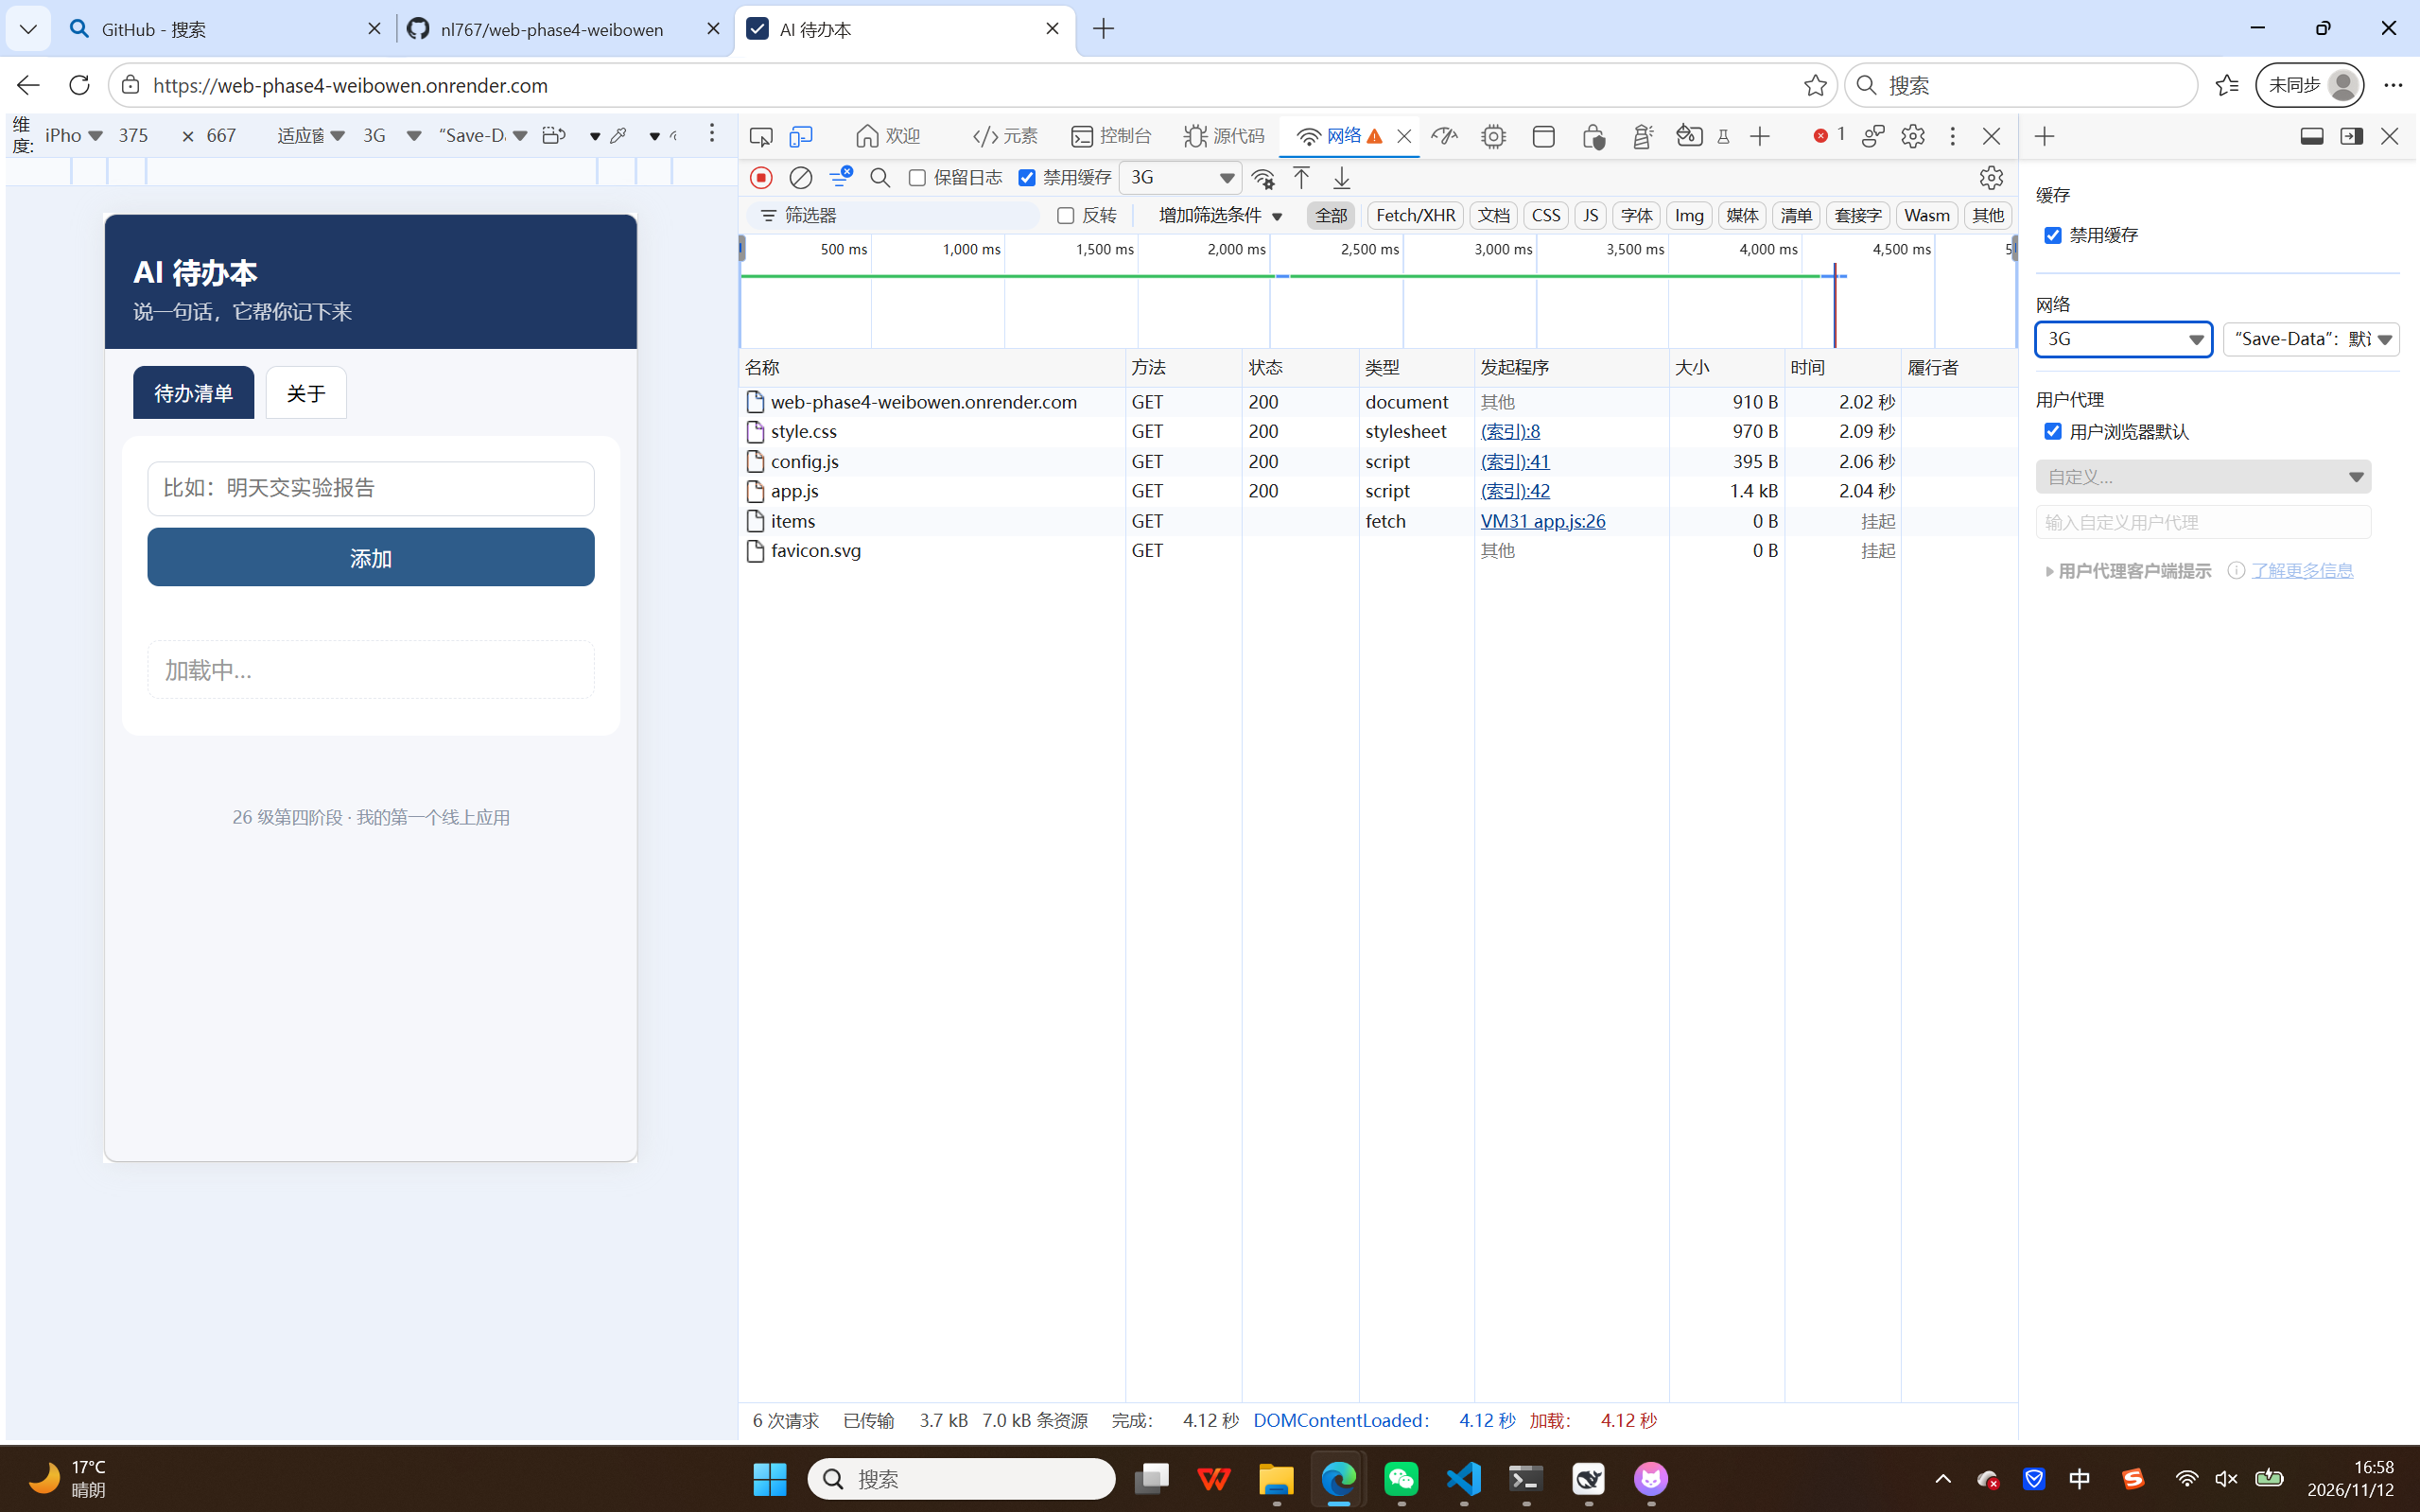 GitHub - 搜索
nl767/web-phase4-weibowen
AI 待办本
https://web-phase4-weibowen.onrender.com
搜索
未同步
维度:
iPho
375
×
667
适应窗
3G
"Save-D
欢迎
元素
控制台
源代码
网络
1
保留日志
禁用缓存
3G
筛选器
反转
增加筛选条件
全部
Fetch/XHR
文档
CSS
JS
字体
Img
媒体
清单
套接字
Wasm
其他
500 ms
1,000 ms
1,500 ms
2,000 ms
2,500 ms
3,000 ms
3,500 ms
4,000 ms
4,500 ms
5
名称 方法 状态 类型 发起程序 大小 时间 履行者
web-phase4-weibowen.onrender.com GET 200 document 其他 910 B 2.02 秒
style.css GET 200 stylesheet (索引):8 970 B 2.09 秒
config.js GET 200 script (索引):41 395 B 2.06 秒
app.js GET 200 script (索引):42 1.4 kB 2.04 秒
items GET fetch VM31 app.js:26 0 B 挂起
favicon.svg GET 其他 0 B 挂起
6 次请求 已传输 3.7 kB 7.0 kB 条资源 完成: 4.12 秒 DOMContentLoaded: 4.12 秒 加载: 4.12 秒
AI 待办本
说一句话，它帮你记下来
待办清单
关于
比如：明天交实验报告
添加
加载中...
26 级第四阶段 · 我的第一个线上应用
缓存
禁用缓存
网络
3G
"Save-Data": 默认
用户代理
用户浏览器默认
自定义...
输入自定义用户代理
用户代理客户端提示
了解更多信息
17°C
晴朗
搜索
中
16:58
2026/11/12